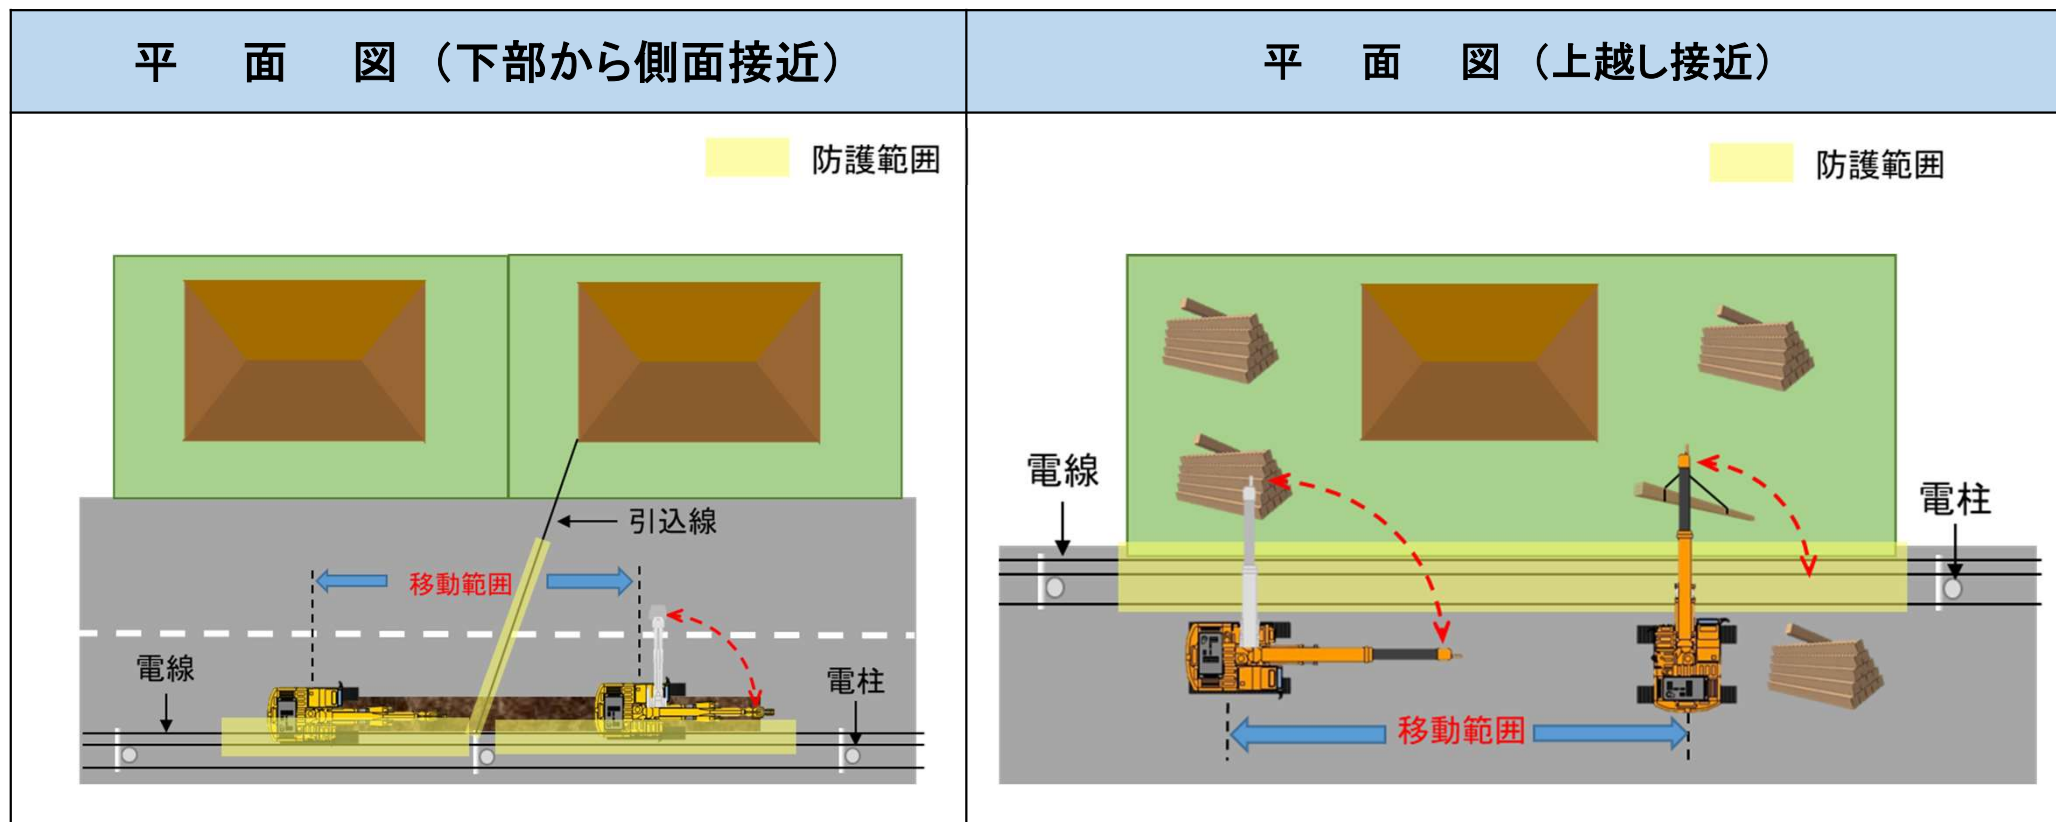 平 面 図（下部から側面接近）
防護範囲
引込線
移動範囲
電線
電柱
平 面 図（上越し接近）
防護範囲
電線
電柱
移動範囲